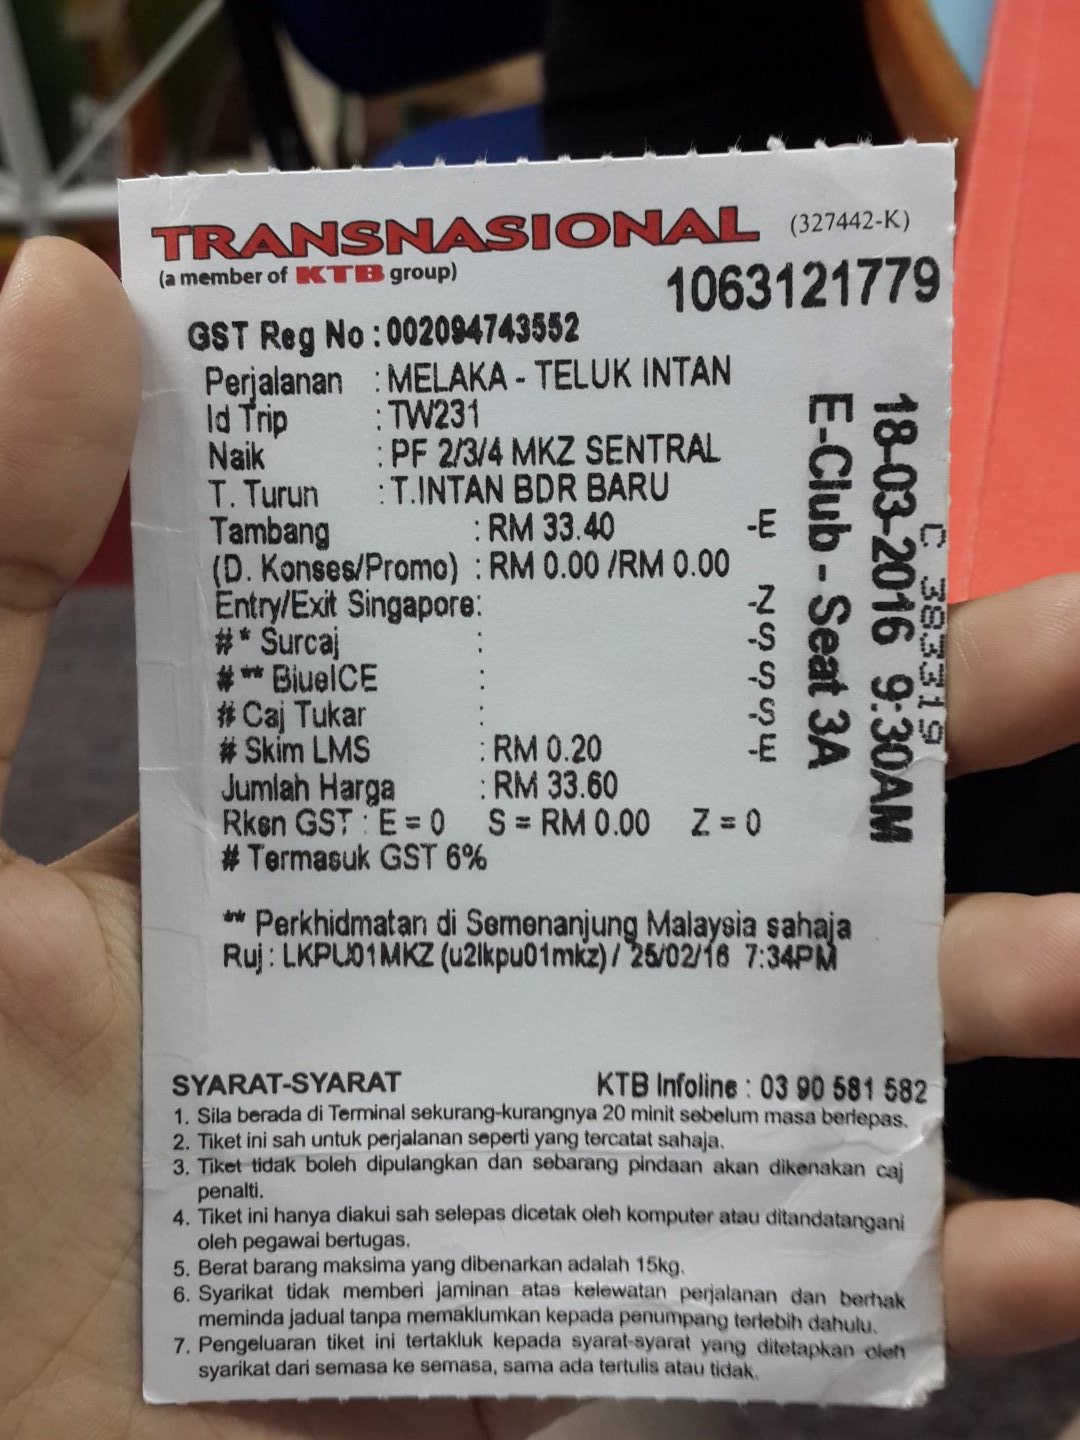 TRANSNASIONAL (327442-K)
(a member of KTB group)
1063121779
GST Reg No : 002094743552
Perjalanan : MELAKA - TELUK INTAN
Id Trip : TW231
Naik : PF 2/3/4 MKZ SENTRAL
T. Turun : T.INTAN BDR BARU
Tambang : RM 33.40 -E
(D. Konses/Promo) : RM 0.00 /RM 0.00
Entry/Exit Singapore: -Z
# * Surcaj : -S
# ** BlueICE : -S
# Caj Tukar : -S
# Skim LMS : RM 0.20 -E
Jumlah Harga : RM 33.60
Rksn GST : E = 0 S = RM 0.00 Z = 0
# Termasuk GST 6%
** Perkhidmatan di Semenanjung Malaysia sahaja
Ruj : LKPU01MKZ (u2lkpu01mkz) / 25/02/16 7:34PM
C 383319
18-03-2016 9:30AM
E-Club - Seat 3A
SYARAT-SYARAT KTB Infoline : 03 90 581 582
1. Sila berada di Terminal sekurang-kurangnya 20 minit sebelum masa berlepas.
2. Tiket ini sah untuk perjalanan seperti yang tercatat sahaja.
3. Tiket tidak boleh dipulangkan dan sebarang pindaan akan dikenakan caj
penalti.
4. Tiket ini hanya diakui sah selepas dicetak oleh komputer atau ditandatangani
oleh pegawai bertugas.
5. Berat barang maksima yang dibenarkan adalah 15kg.
6. Syarikat tidak memberi jaminan atas kelewatan perjalanan dan berhak
meminda jadual tanpa memaklumkan kepada penumpang terlebih dahulu.
7. Pengeluaran tiket ini tertakluk kepada syarat-syarat yang ditetapkan oleh
syarikat dari semasa ke semasa, sama ada tertulis atau tidak.